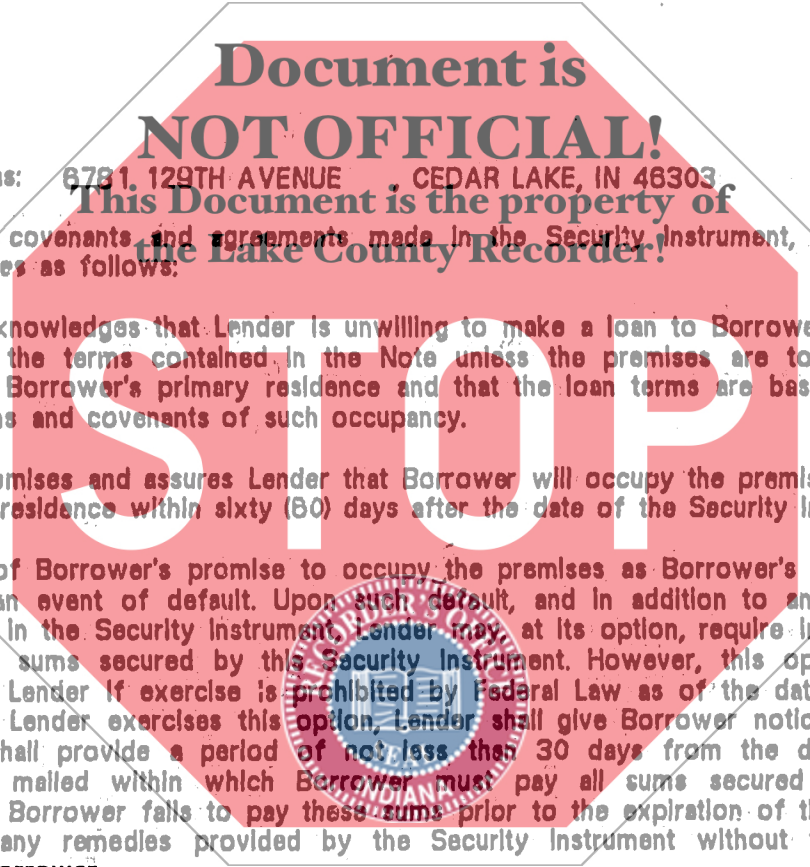 Document is
NOT OFFICIAL!
s: 6781 129TH AVENUE , CEDAR LAKE, IN 46303
This Document is the property of
covenants and agreements made in the Security Instrument,
the Lake County Recorder!
es as follows:
knowledges that Lender is unwilling to make a loan to Borrowe
the terms contained in the Note unless the premises are to
Borrower's primary residence and that the loan terms are bas
s and covenants of such occupancy.
STOP
omises and assures Lender that Borrower will occupy the premis
residence within sixty (60) days after the date of the Security I
of Borrower's promise to occupy the premises as Borrower's
an event of default. Upon such default, and in addition to an
in the Security Instrument, Lender may, at its option, require i
sums secured by this Security Instrument. However, this op
Lender if exercise is prohibited by Federal Law as of the dat
Lender exercises this option, Lender shall give Borrower notic
hall provide a period of not less than 30 days from the d
mailed within which Borrower must pay all sums secured
Borrower fails to pay these sums prior to the expiration of t
any remedies provided by the Security Instrument without
RECORDER'S OFFICE
SEAL
INDIANA